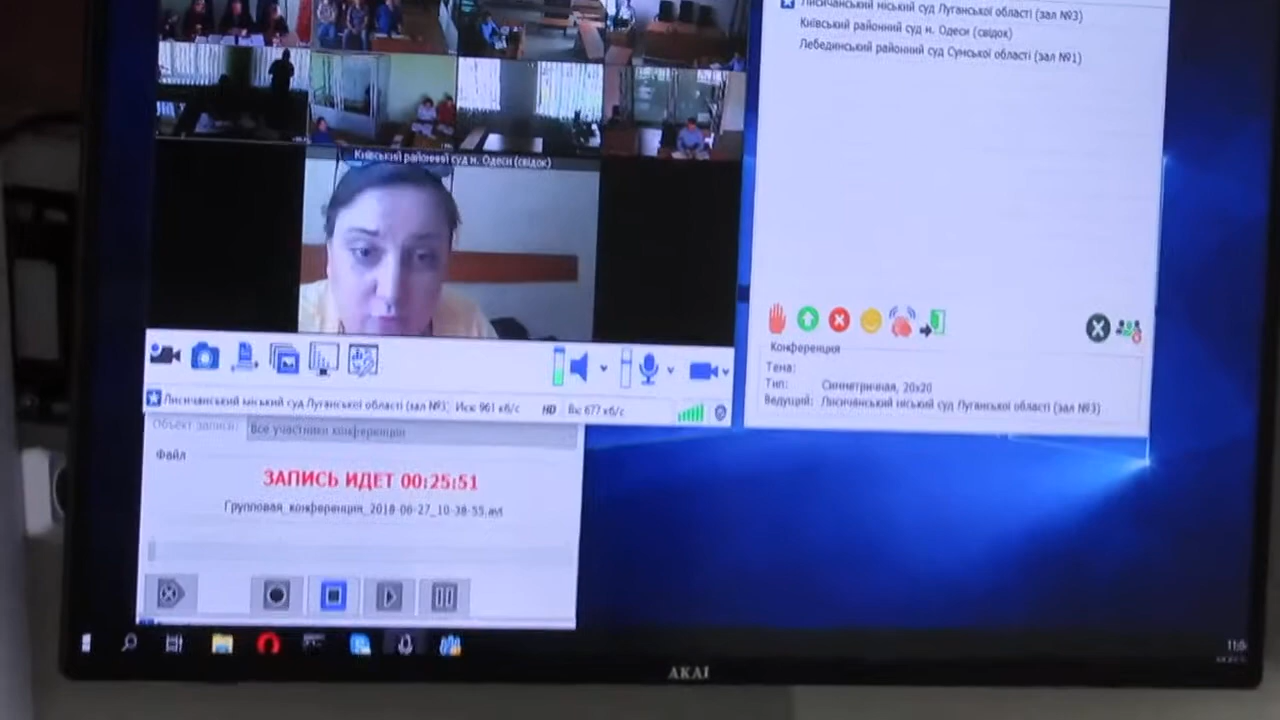 Лисичанський міський суд Луганської області (зал №3)
Київський районний суд м. Одеси (свідок)
Лебединський районний суд Сумської області (зал №1)
Київський районний суд м. Одеси (свідок)
Конференция
Тема:
Тип: Симметричная, 20x20
Ведущий: Лисичанський міський суд Луганської області (зал №3)
Лисичанський міський суд Луганської області (зал №3) Исх: 961 кб/с HD Вх: 677 кб/с
Объект записи: Все участники конференции
Файл
ЗАПИСЬ ИДЕТ 00:25:51
Групповая_конференция_2018-06-27_10-38-55.avi
AKAI